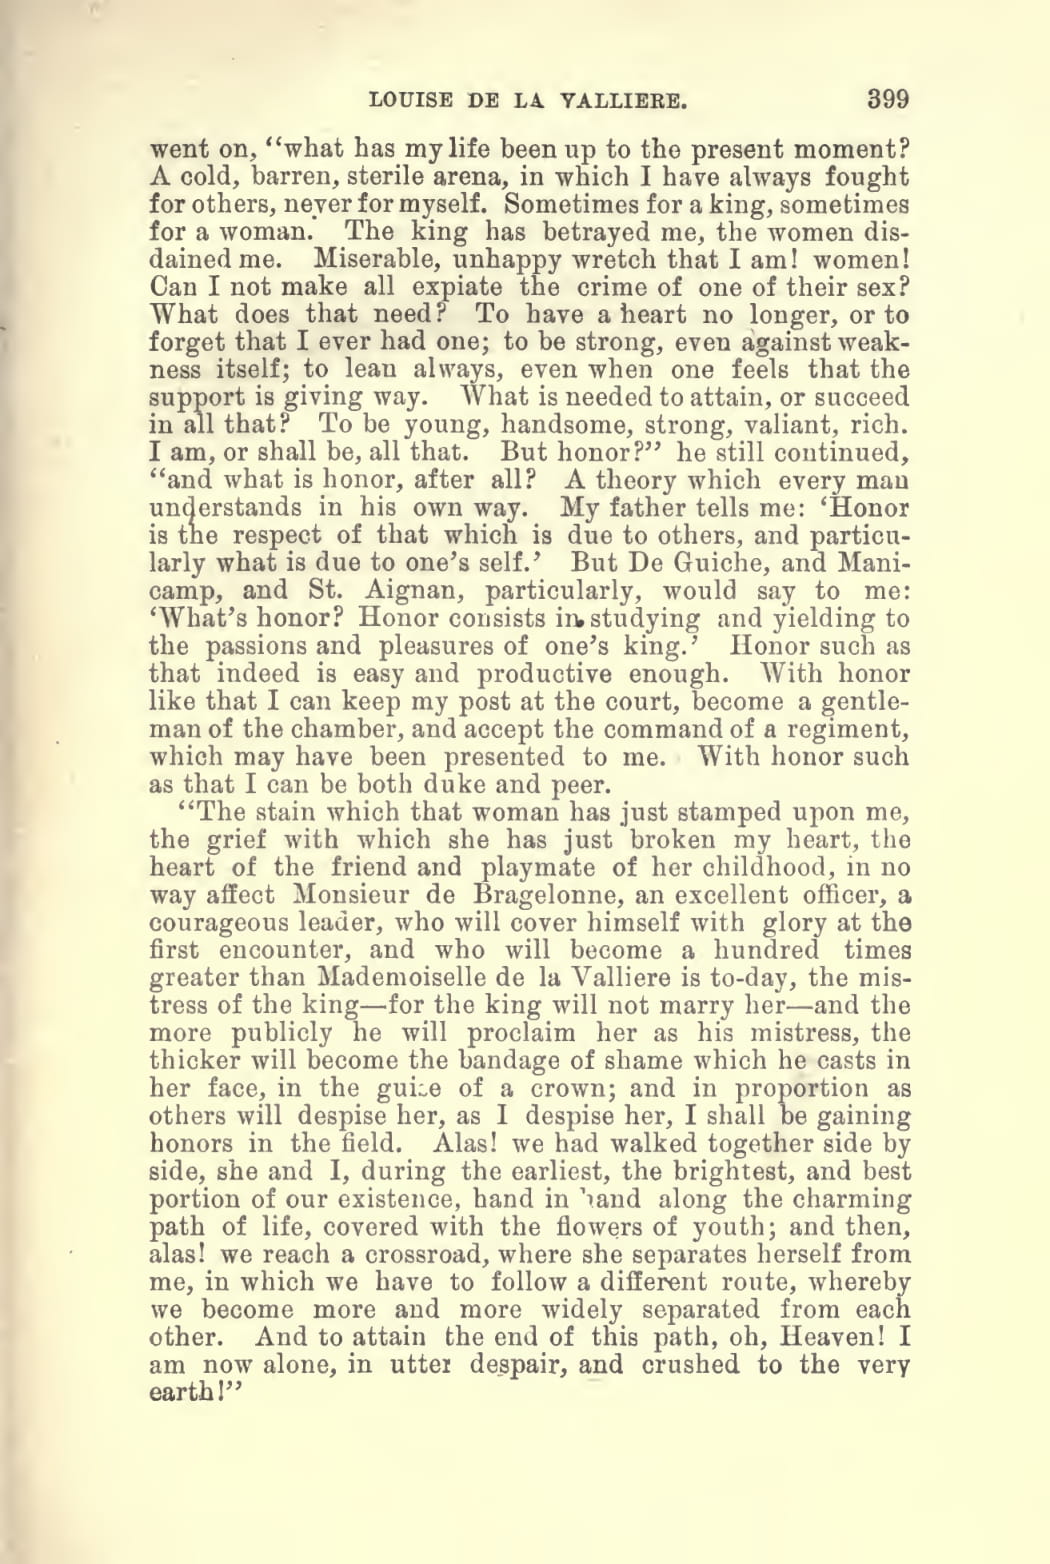 LOUISE DE LA VALLIERE. 399
went on, “what has my life been up to the present moment?
A cold, barren, sterile arena, in which I have always fought
for others, never for myself. Sometimes for a king, sometimes
for a woman. The king has betrayed me, the women dis-
dained me. Miserable, unhappy wretch that I am! women!
Can I not make all expiate the crime of one of their sex?
What does that need? To have a heart no longer, or to
forget that I ever had one; to be strong, even against weak-
ness itself; to lean always, even when one feels that the
support is giving way. What is needed to attain, or succeed
in all that? To be young, handsome, strong, valiant, rich.
I am, or shall be, all that. But honor?” he still continued,
“and what is honor, after all? A theory which every man
understands in his own way. My father tells me: ‘Honor
is the respect of that which is due to others, and particu-
larly what is due to one’s self.’ But De Guiche, and Mani-
camp, and St. Aignan, particularly, would say to me:
‘What’s honor? Honor consists in studying and yielding to
the passions and pleasures of one’s king.’ Honor such as
that indeed is easy and productive enough. With honor
like that I can keep my post at the court, become a gentle-
man of the chamber, and accept the command of a regiment,
which may have been presented to me. With honor such
as that I can be both duke and peer.
“The stain which that woman has just stamped upon me,
the grief with which she has just broken my heart, the
heart of the friend and playmate of her childhood, in no
way affect Monsieur de Bragelonne, an excellent officer, a
courageous leader, who will cover himself with glory at the
first encounter, and who will become a hundred times
greater than Mademoiselle de la Valliere is to-day, the mis-
tress of the king—for the king will not marry her—and the
more publicly he will proclaim her as his mistress, the
thicker will become the bandage of shame which he casts in
her face, in the guise of a crown; and in proportion as
others will despise her, as I despise her, I shall be gaining
honors in the field. Alas! we had walked together side by
side, she and I, during the earliest, the brightest, and best
portion of our existence, hand in hand along the charming
path of life, covered with the flowers of youth; and then,
alas! we reach a crossroad, where she separates herself from
me, in which we have to follow a different route, whereby
we become more and more widely separated from each
other. And to attain the end of this path, oh, Heaven! I
am now alone, in utter despair, and crushed to the very
earth!”